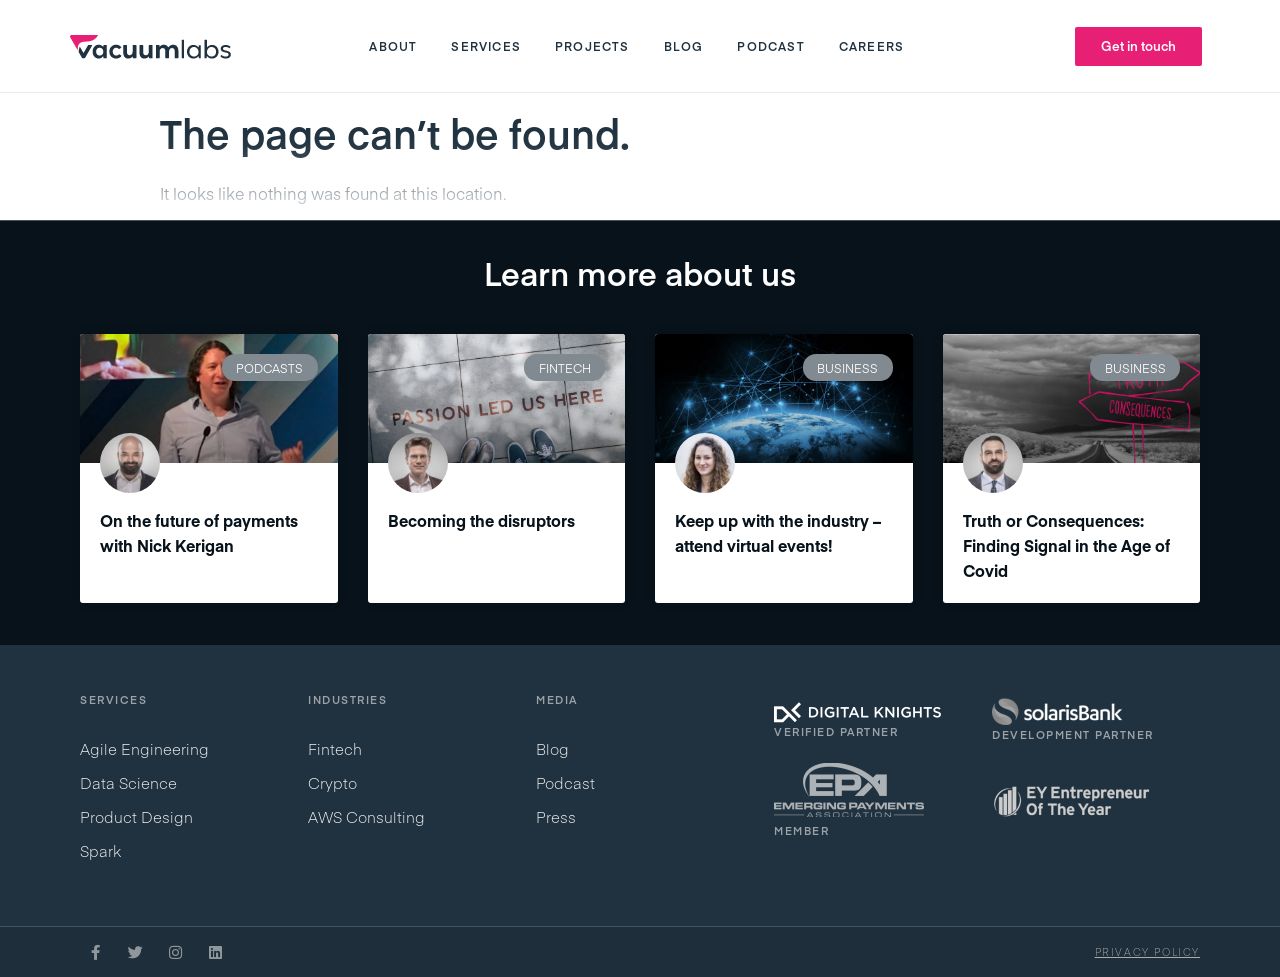 vacuumlabs
ABOUT
SERVICES
PROJECTS
BLOG
PODCAST
CAREERS
Get in touch
The page can’t be found.
It looks like nothing was found at this location.
Learn more about us
PODCASTS
On the future of payments
with Nick Kerigan
FINTECH
PASSION LED US HERE
Becoming the disruptors
BUSINESS
Keep up with the industry –
attend virtual events!
BUSINESS
TRUTH
CONSEQUENCES
Truth or Consequences:
Finding Signal in the Age of
Covid
SERVICES
Agile Engineering
Data Science
Product Design
Spark
INDUSTRIES
Fintech
Crypto
AWS Consulting
MEDIA
Blog
Podcast
Press
DIGITAL KNIGHTS
VERIFIED PARTNER
solarisBank
DEVELOPMENT PARTNER
EPA
EMERGING PAYMENTS
ASSOCIATION
MEMBER
EY Entrepreneur
Of The Year
PRIVACY POLICY